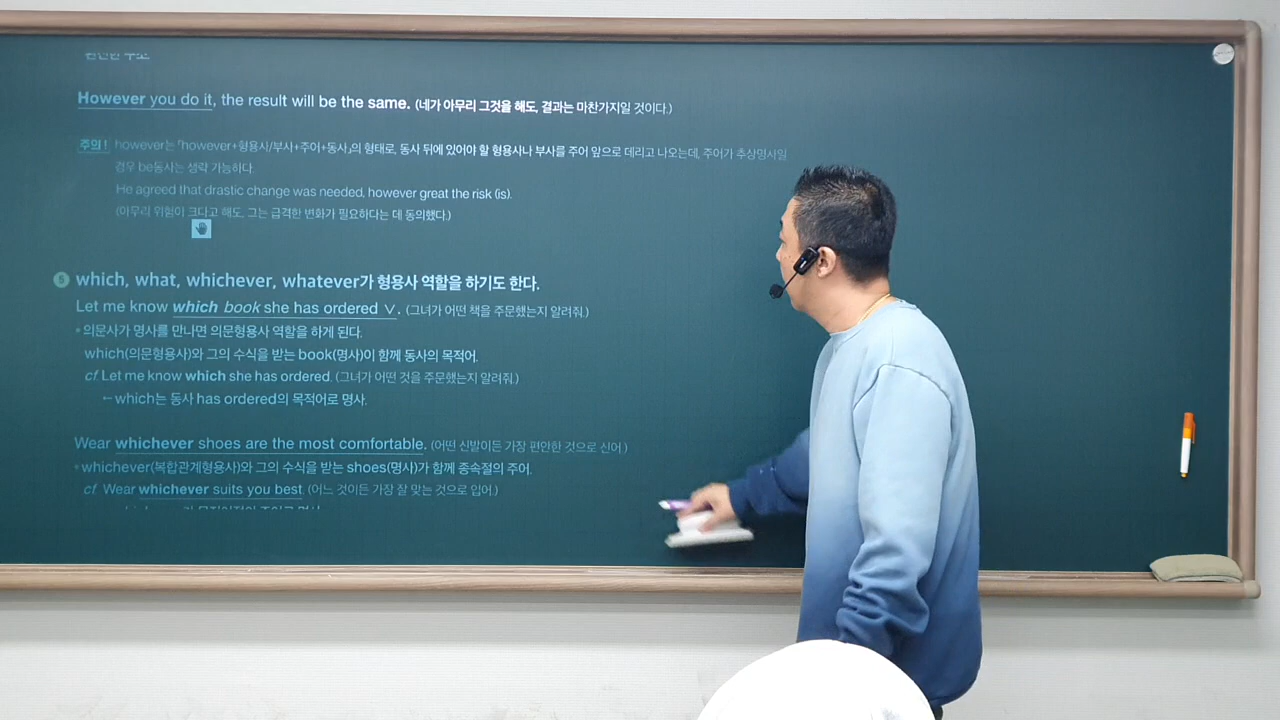 However you do it, the result will be the same. (네가 아무리 그것을 해도, 결과는 마찬가지일 것이다.)
주의! however는 「however+형용사/부사+주어+동사」의 형태로, 동사 뒤에 있어야 할 형용사나 부사를 주어 앞으로 데리고 나오는데, 주어가 추상명사일
경우 be동사는 생략 가능하다.
He agreed that drastic change was needed, however great the risk (is).
(아무리 위험이 크다고 해도, 그는 급격한 변화가 필요하다는 데 동의했다.)
5 which, what, whichever, whatever가 형용사 역할을 하기도 한다.
Let me know which book she has ordered ∨. (그녀가 어떤 책을 주문했는지 알려줘.)
• 의문사가 명사를 만나면 의문형용사 역할을 하게 된다.
which(의문형용사)와 그의 수식을 받는 book(명사)이 함께 동사의 목적어.
cf Let me know which she has ordered. (그녀가 어떤 것을 주문했는지 알려줘.)
←which는 동사 has ordered의 목적어로 명사.
Wear whichever shoes are the most comfortable. (어떤 신발이든 가장 편안한 것으로 신어.)
• whichever(복합관계형용사)와 그의 수식을 받는 shoes(명사)가 함께 종속절의 주어.
cf Wear whichever suits you best. (어느 것이든 가장 잘 맞는 것으로 입어.)